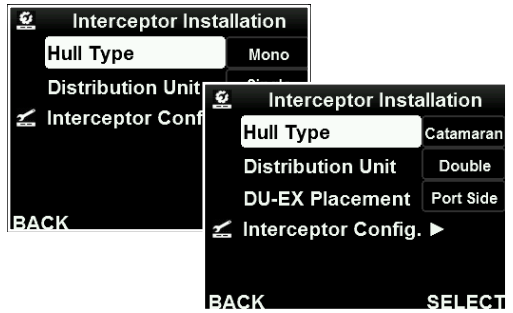 Interceptor Installation
Hull Type Mono
Distribution Unit
Interceptor Conf
BACK
Interceptor Installation
Hull Type Catamaran
Distribution Unit Double
DU-EX Placement Port Side
Interceptor Config. ►
BACK SELECT